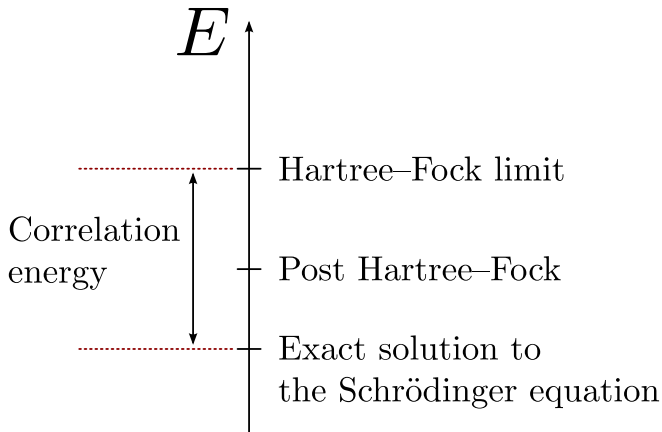 E
Hartree–Fock limit
Correlation
energy
Post Hartree–Fock
Exact solution to
the Schrödinger equation